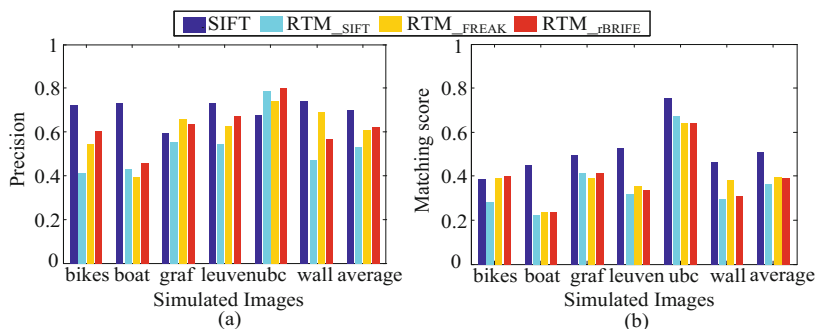 SIFT RTM_SIFT RTM_FREAK RTM_rBRIFE
1
0.8
0.6
0.4
0.2
0
Precision
bikes boat graf leuven ubc wall average
Simulated Images
(a)
1
0.8
0.6
0.4
0.2
0
Matching score
bikes boat graf leuven ubc wall average
Simulated Images
(b)